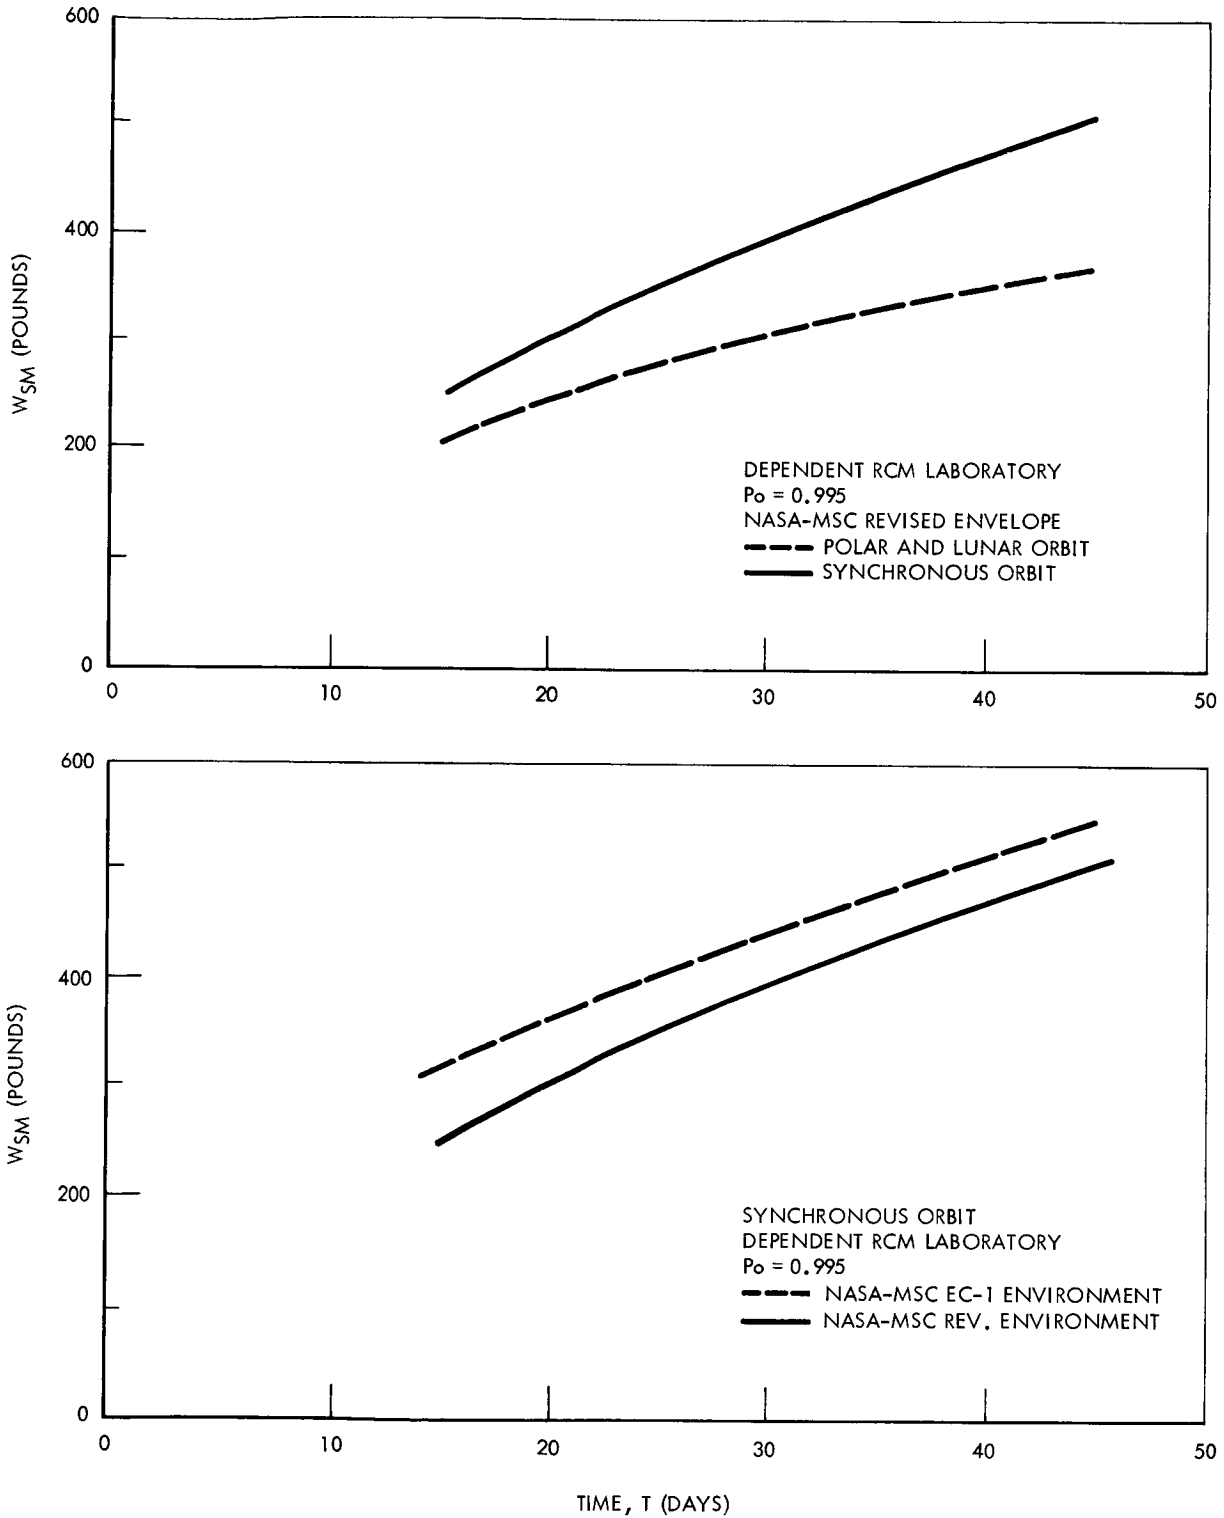 600
400
200
0
W SM (POUNDS)
DEPENDENT RCM LABORATORY
Po = 0.995
NASA-MSC REVISED ENVELOPE
POLAR AND LUNAR ORBIT
SYNCHRONOUS ORBIT
0 10 20 30 40 50
600
400
200
0
W SM (POUNDS)
SYNCHRONOUS ORBIT
DEPENDENT RCM LABORATORY
Po = 0.995
NASA-MSC EC-1 ENVIRONMENT
NASA-MSC REV. ENVIRONMENT
0 10 20 30 40 50
TIME, T (DAYS)